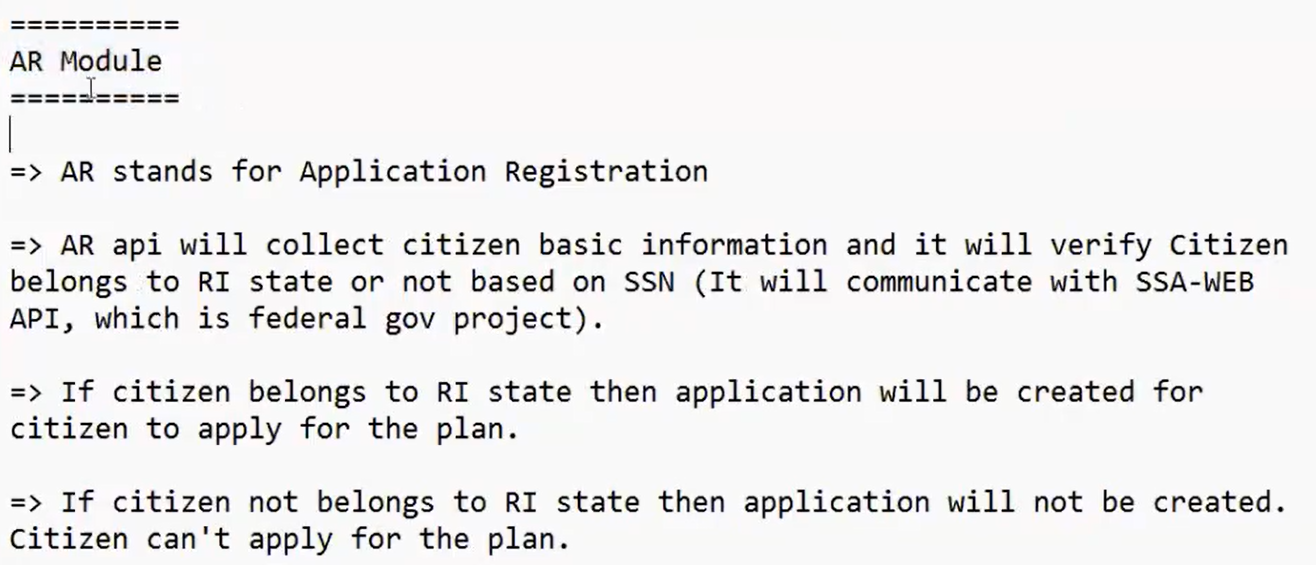 ==========
AR Module
==========
=> AR stands for Application Registration
=> AR api will collect citizen basic information and it will verify Citizen
belongs to RI state or not based on SSN (It will communicate with SSA-WEB
API, which is federal gov project).
=> If citizen belongs to RI state then application will be created for
citizen to apply for the plan.
=> If citizen not belongs to RI state then application will not be created.
Citizen can't apply for the plan.